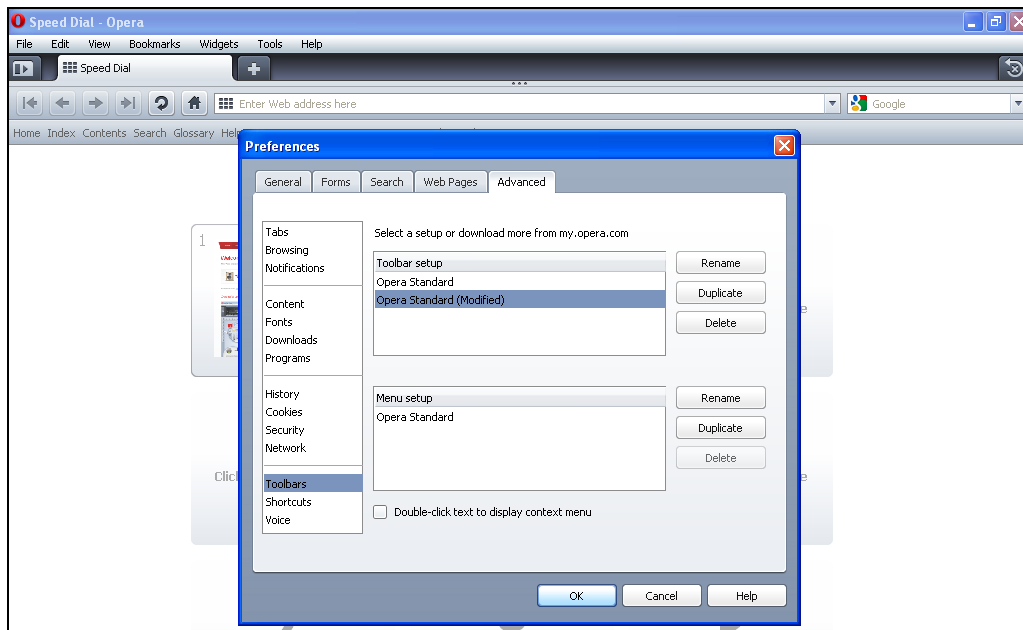 Speed Dial - Opera
File Edit View Bookmarks Widgets Tools Help
Speed Dial
Enter Web address here Google
Home Index Contents Search Glossary Hel
Preferences
General Forms Search Web Pages Advanced
1
Tabs
Browsing
Notifications
Content
Fonts
Downloads
Programs
History
Cookies
Security
Network
Toolbars
Shortcuts
Voice
Select a setup or download more from my.opera.com
Toolbar setup
Opera Standard
Opera Standard (Modified)
Rename
Duplicate
Delete
Menu setup
Opera Standard
Rename
Duplicate
Delete
Double-click text to display context menu
Clic
e
e
OK Cancel Help